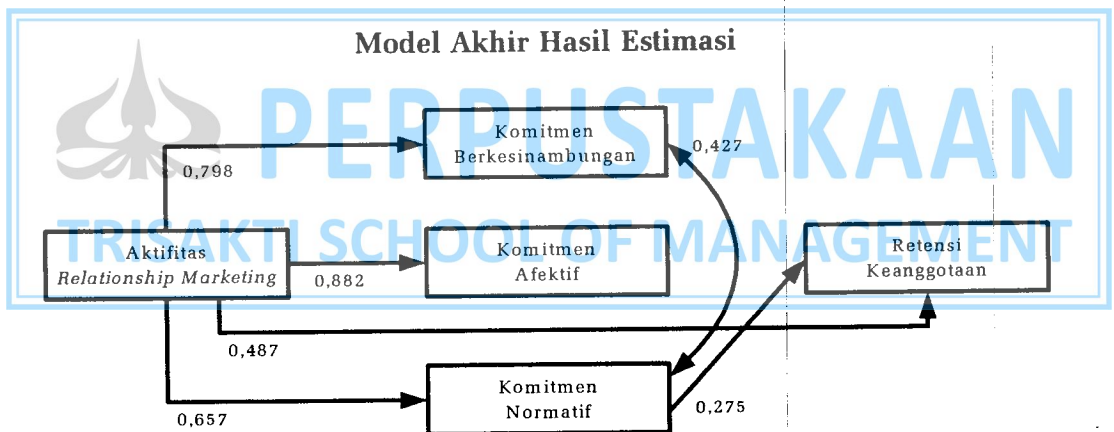 Model Akhir Hasil Estimasi
PERPUSTAKAAN
TRISAKTI SCHOOL OF MANAGEMENT
Komitmen
Berkesinambungan
0,427
0,798
Aktifitas
Relationship Marketing
0,882
Komitmen
Afektif
Retensi
Keanggotaan
0,487
Komitmen
Normatif
0,275
0,657